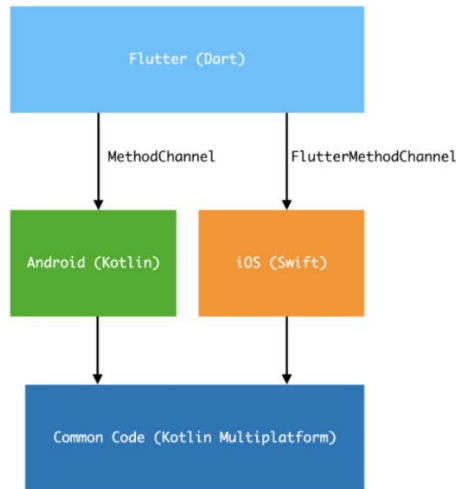 Flutter (Dart)
MethodChannel
FlutterMethodChannel
Android (Kotlin)
iOS (Swift)
Common Code (Kotlin Multiplatform)